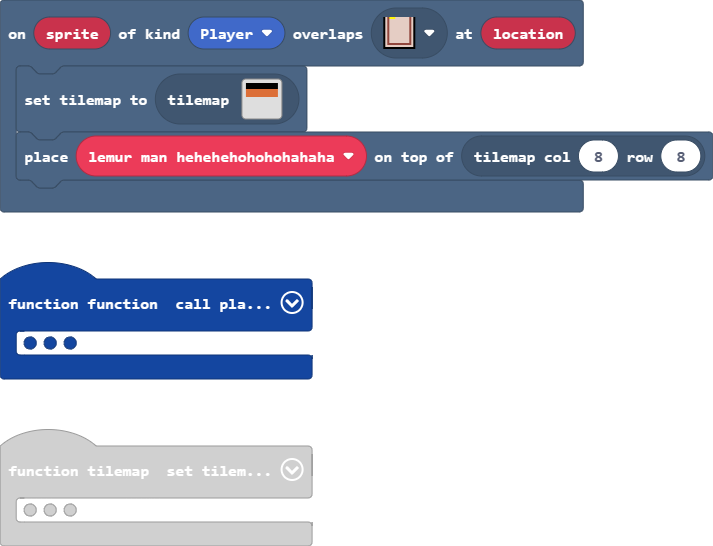 on sprite of kind Player overlaps at location
set tilemap to tilemap
place lemur man hehehehohohohahaha on top of tilemap col 8 row 8
function function call pla...
function tilemap set tilem...